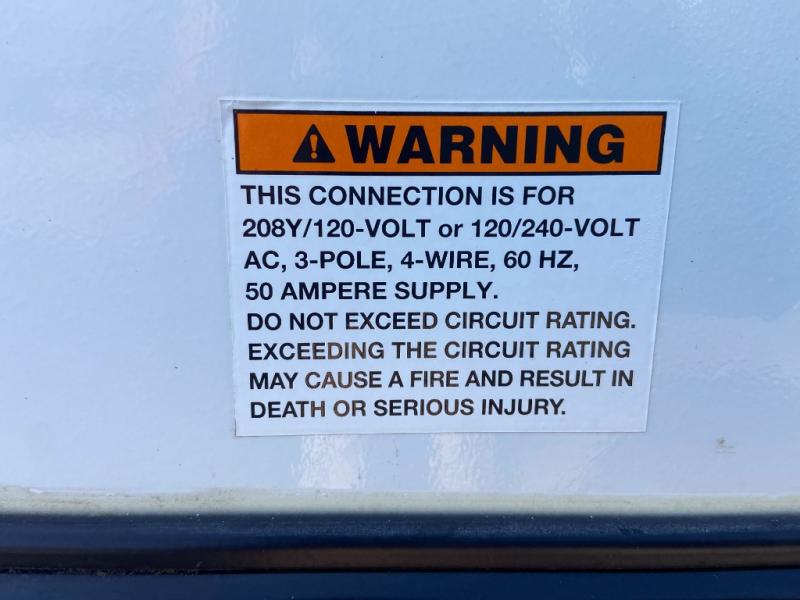 WARNING
THIS CONNECTION IS FOR
208Y/120-VOLT or 120/240-VOLT
AC, 3-POLE, 4-WIRE, 60 HZ,
50 AMPERE SUPPLY.
DO NOT EXCEED CIRCUIT RATING.
EXCEEDING THE CIRCUIT RATING
MAY CAUSE A FIRE AND RESULT IN
DEATH OR SERIOUS INJURY.